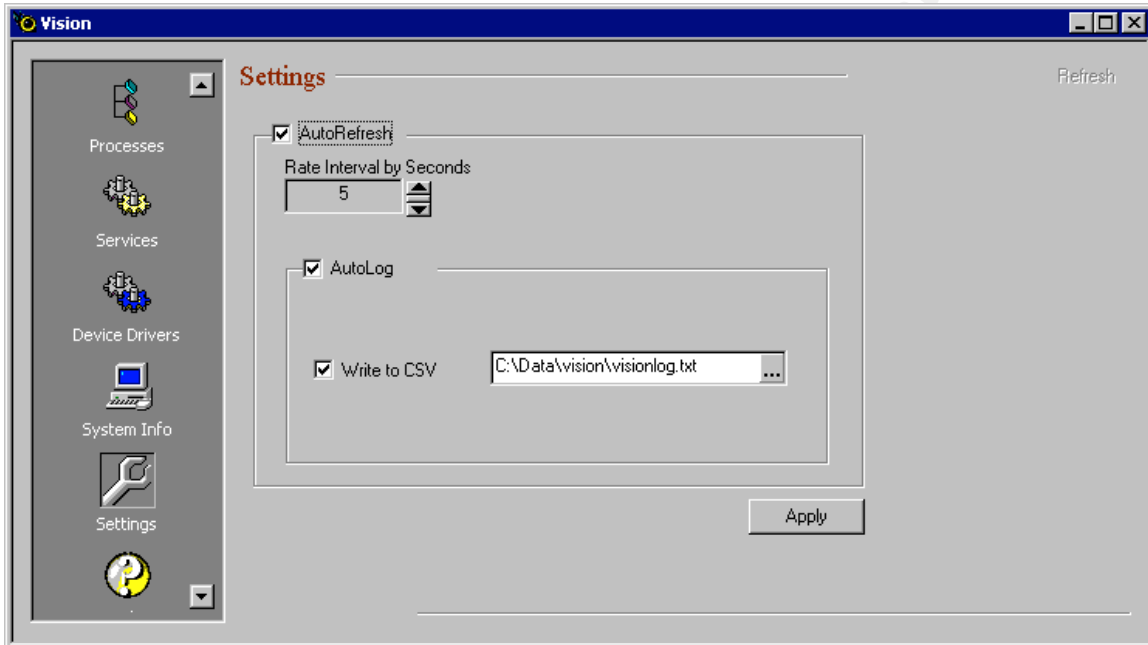 Vision
Settings
Refresh
Processes
Services
Device Drivers
System Info
Settings
AutoRefresh
Rate Interval by Seconds
5
AutoLog
Write to CSV
C:\Data\vision\visionlog.txt
...
Apply